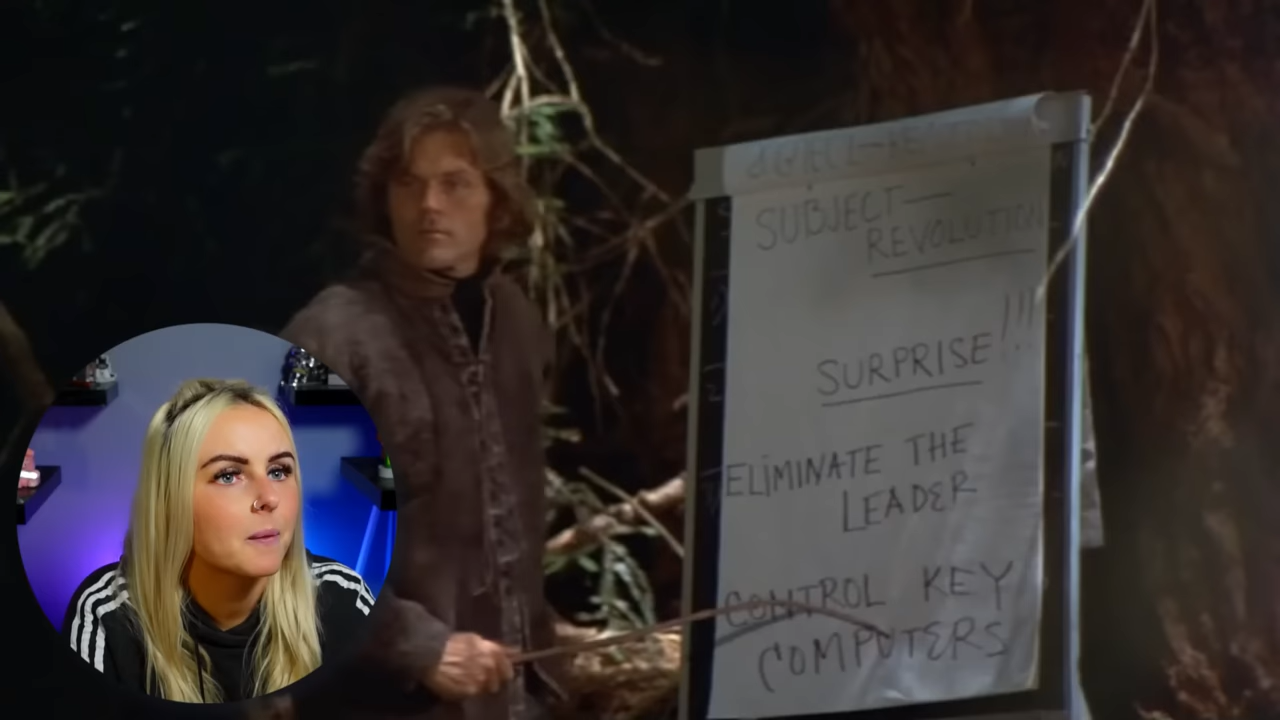 SUBJECT—
REVOLUTION
SURPRISE!!!
ELIMINATE THE
LEADER
CONTROL KEY
COMPUTERS